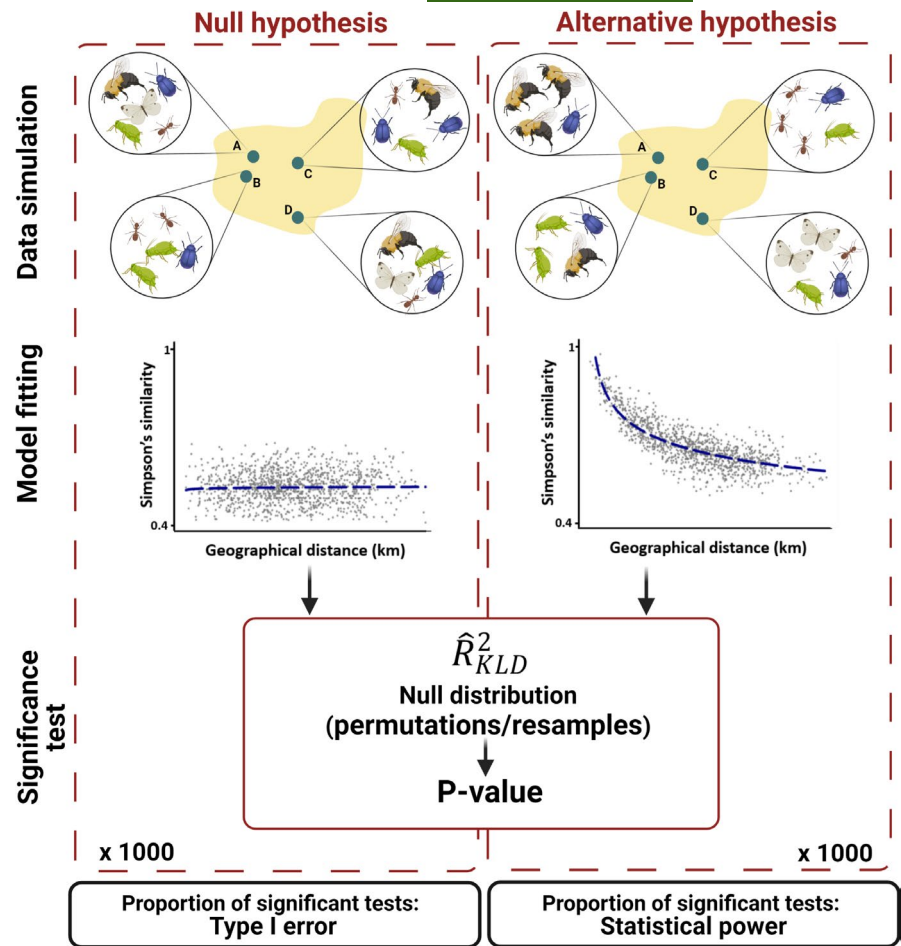 Null hypothesis
Alternative hypothesis
Data simulation
A
B
C
D
A
B
C
D
Model fitting
1
Simpson's similarity
0.4
Geographical distance (km)
1
Simpson's similarity
0.4
Geographical distance (km)
Significance
test
R̂²KLD
Null distribution
(permutations/resamples)
P-value
x 1000
x 1000
Proportion of significant tests:
Type I error
Proportion of significant tests:
Statistical power